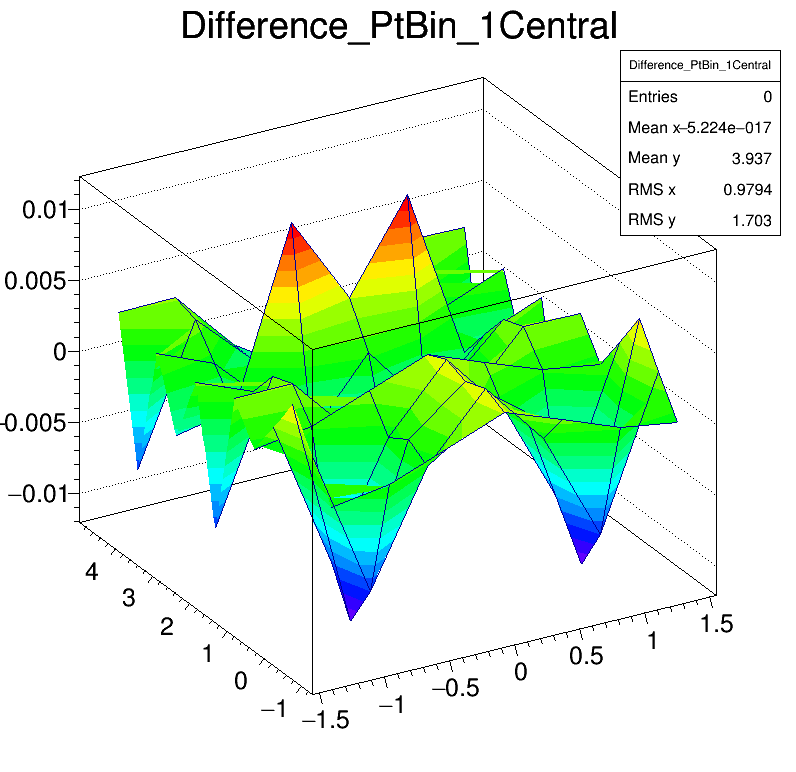 Difference_PtBin_1Central
Difference_PtBin_1Central
Entries 0
Mean x−5.224e−017
Mean y 3.937
RMS x 0.9794
RMS y 1.703
0.01
0.005
0
−0.005
−0.01
4
3
2
1
0
−1
−1.5
−1
−0.5
0
0.5
1
1.5